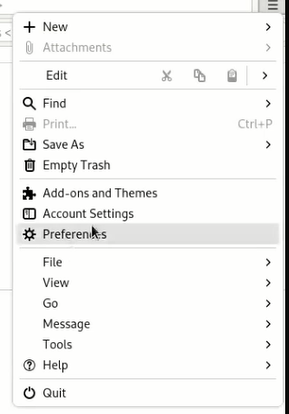 New
Attachments
Edit
Find
Print... Ctrl+P
Save As
Empty Trash
Add-ons and Themes
Account Settings
Preferences
File
View
Go
Message
Tools
Help
Quit